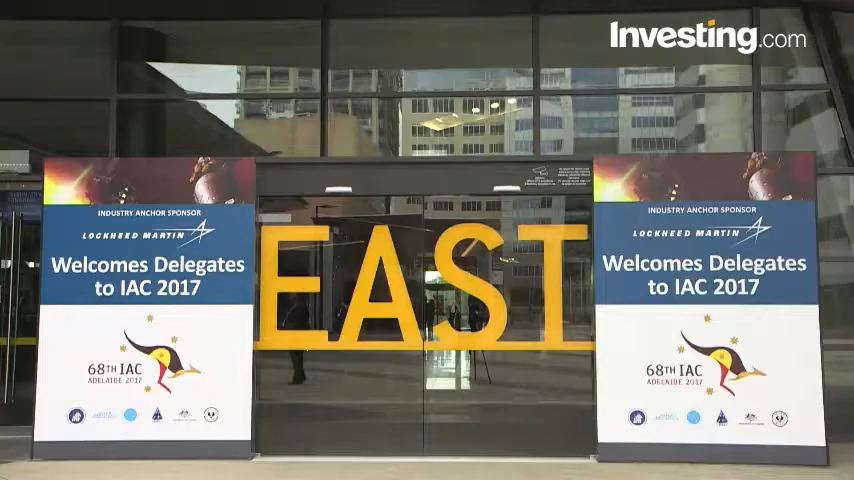 Investing.com
INDUSTRY ANCHOR SPONSOR
LOCKHEED MARTIN
Welcomes Delegates
to IAC 2017
68TH IAC
ADELAIDE 2017
EAST
INDUSTRY ANCHOR SPONSOR
LOCKHEED MARTIN
Welcomes Delegates
to IAC 2017
68TH IAC
ADELAIDE 2017